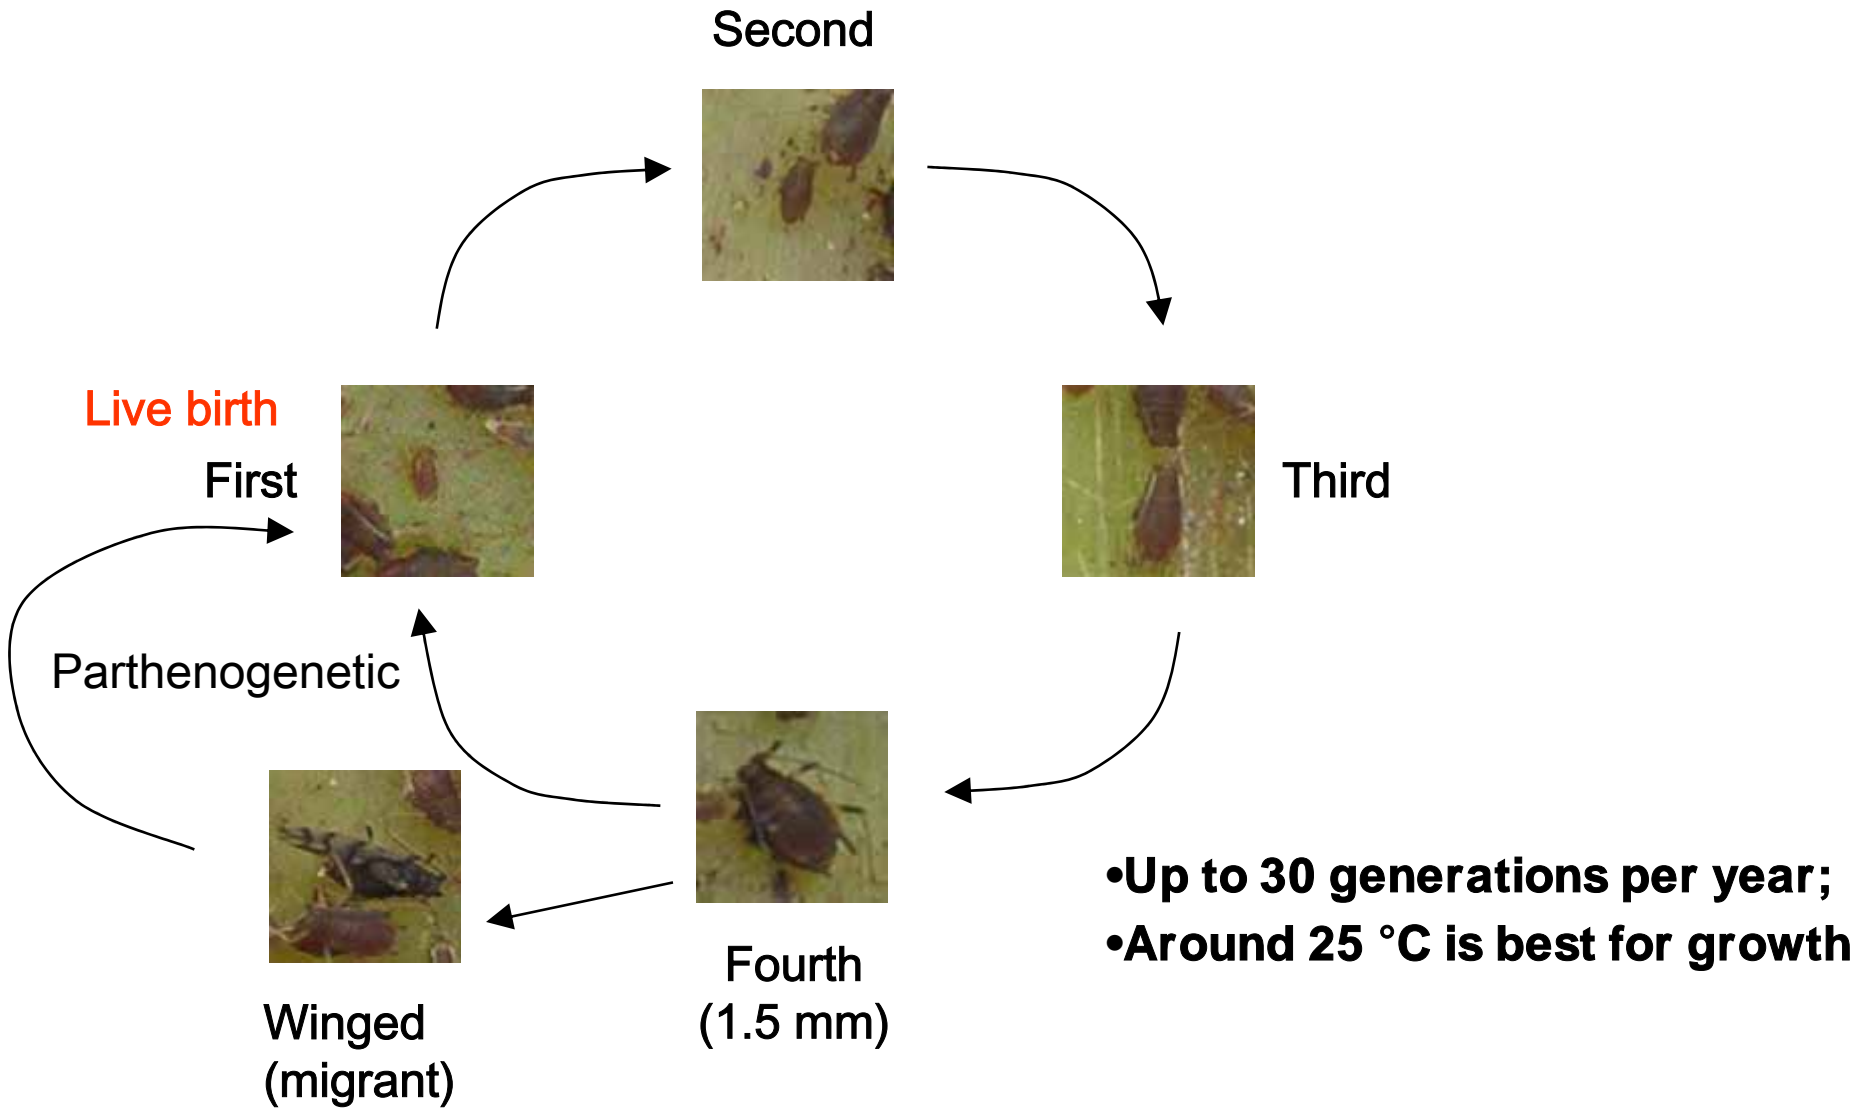 Second
Live birth
First
Third
Parthenogenetic
•Up to 30 generations per year;
•Around 25 °C is best for growth
Fourth
(1.5 mm)
Winged
(migrant)